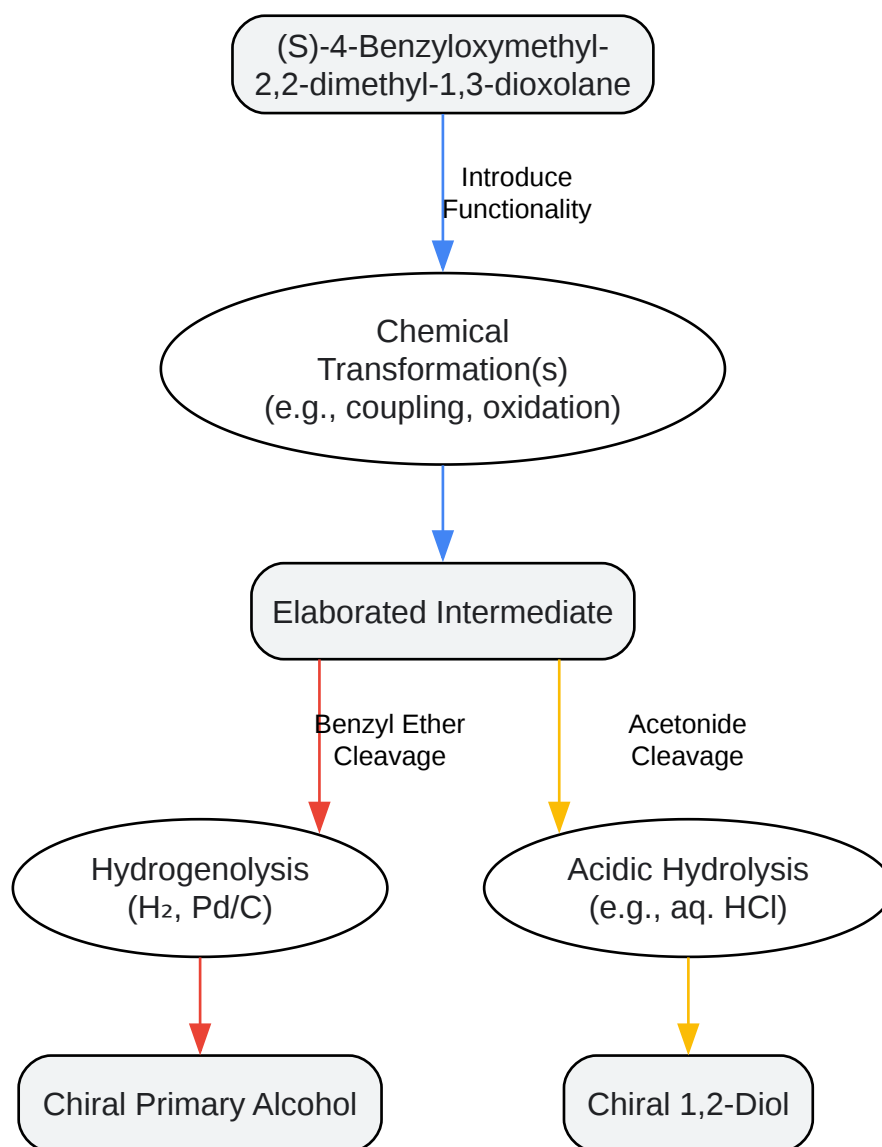 (S)-4-Benzyloxymethyl-
2,2-dimethyl-1,3-dioxolane
Introduce
Functionality
Chemical
Transformation(s)
(e.g., coupling, oxidation)
Elaborated Intermediate
Benzyl Ether
Cleavage
Acetonide
Cleavage
Hydrogenolysis
(H₂, Pd/C)
Acidic Hydrolysis
(e.g., aq. HCl)
Chiral Primary Alcohol
Chiral 1,2-Diol